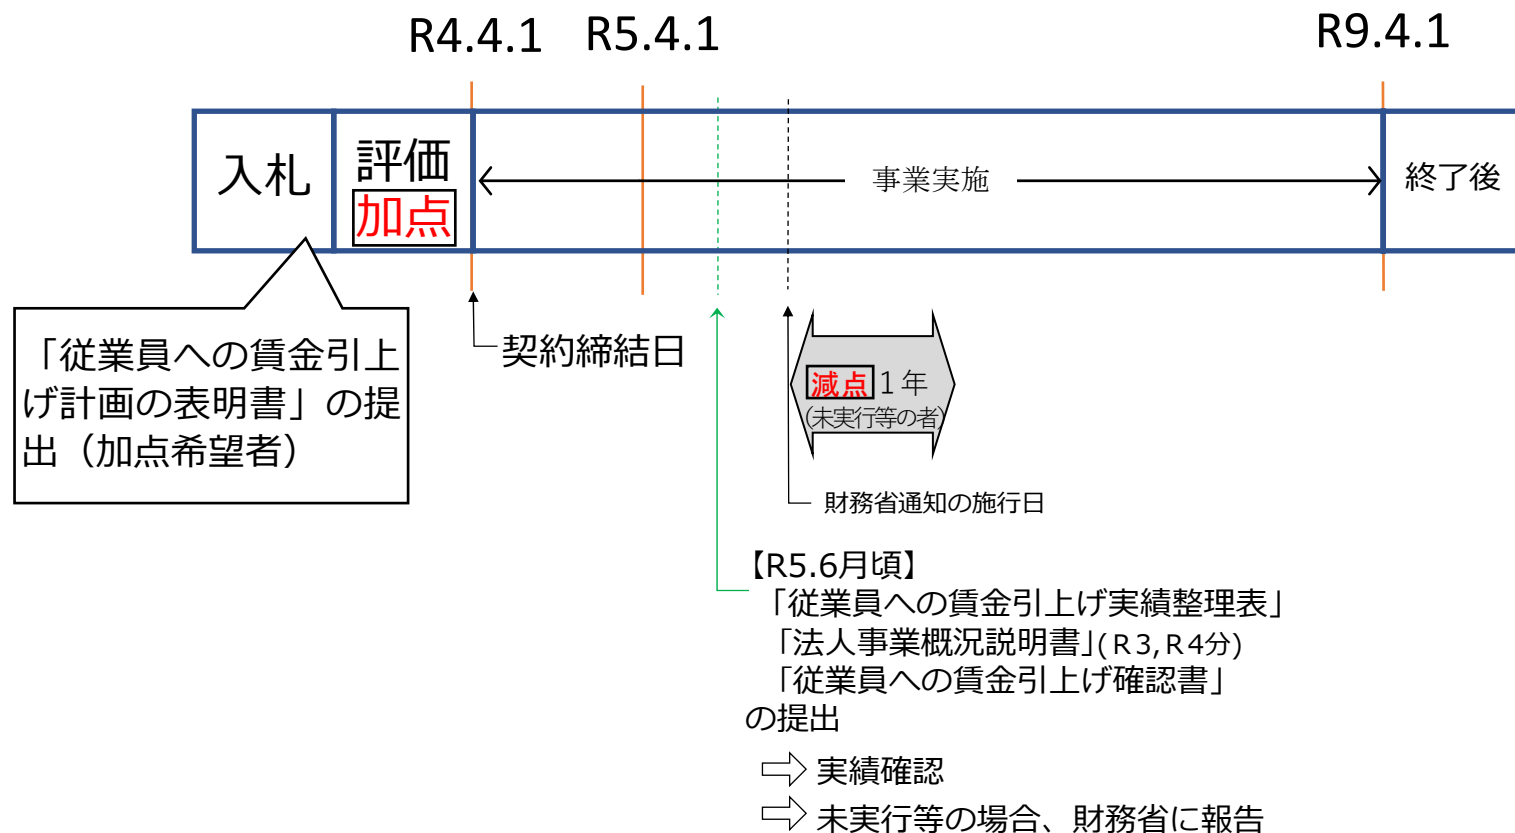 R4.4.1
R5.4.1
R9.4.1
入札
評価
加点
事業実施
終了後
「従業員への賃金引上
げ計画の表明書」の提
出（加点希望者）
契約締結日
減点１年
(未実行等の者)
財務省通知の施行日
【R5.6月頃】
「従業員への賃金引上げ実績整理表」
「法人事業概況説明書」(Ｒ3,Ｒ4分)
「従業員への賃金引上げ確認書」
の提出
実績確認
未実行等の場合、財務省に報告